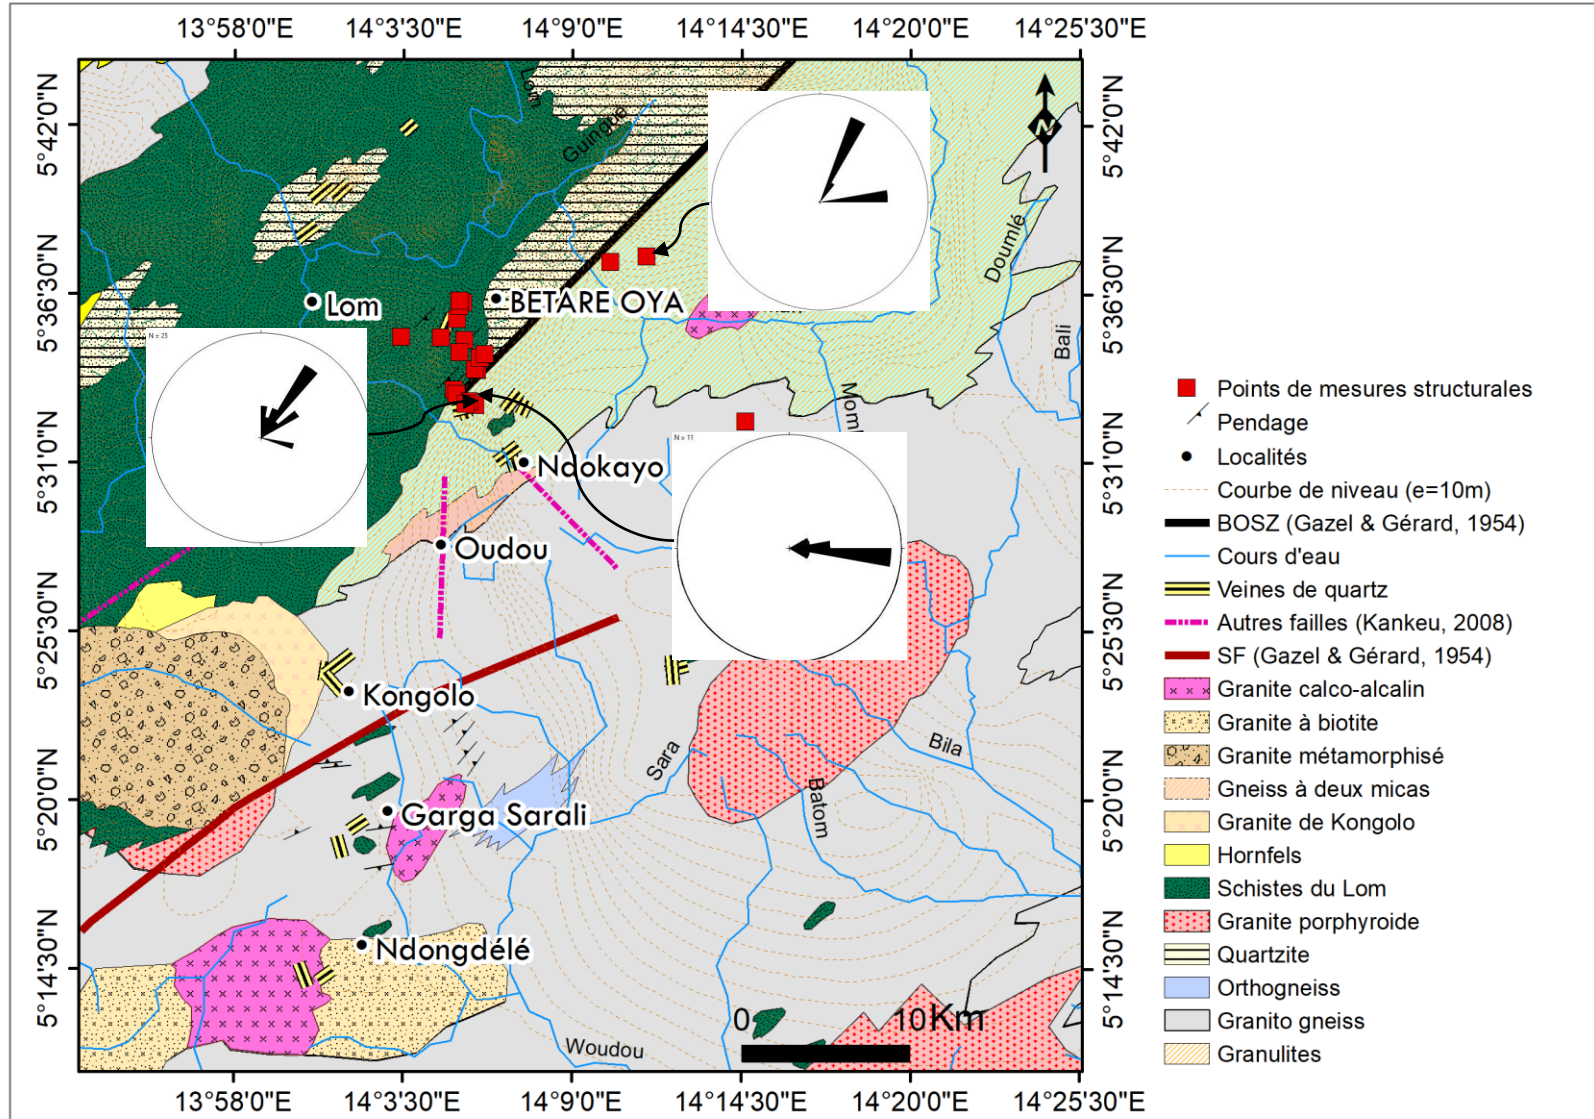 13°58'0"E 14°3'30"E 14°9'0"E 14°14'30"E 14°20'0"E 14°25'30"E
5°42'0"N
5°36'30"N
5°31'0"N
5°25'30"N
5°20'0"N
5°14'30"N
5°42'0"N
5°36'30"N
5°31'0"N
5°25'30"N
5°20'0"N
5°14'30"N
N
Lom
Guingué
Doumlé
Bali
Lom
BETARE OYA
N = 25
N = 11
Ndokayo
Oudou
Kongolo
Garga Sarali
Ndongdélé
Sara
Batom
Bila
Woudou
0 10Km
13°58'0"E 14°3'30"E 14°9'0"E 14°14'30"E 14°20'0"E 14°25'30"E
Points de mesures structurales
Pendage
Localités
Courbe de niveau (e=10m)
BOSZ (Gazel & Gérard, 1954)
Cours d'eau
Veines de quartz
Autres failles (Kankeu, 2008)
SF (Gazel & Gérard, 1954)
Granite calco-alcalin
Granite à biotite
Granite métamorphisé
Gneiss à deux micas
Granite de Kongolo
Hornfels
Schistes du Lom
Granite porphyroide
Quartzite
Orthogneiss
Granito gneiss
Granulites